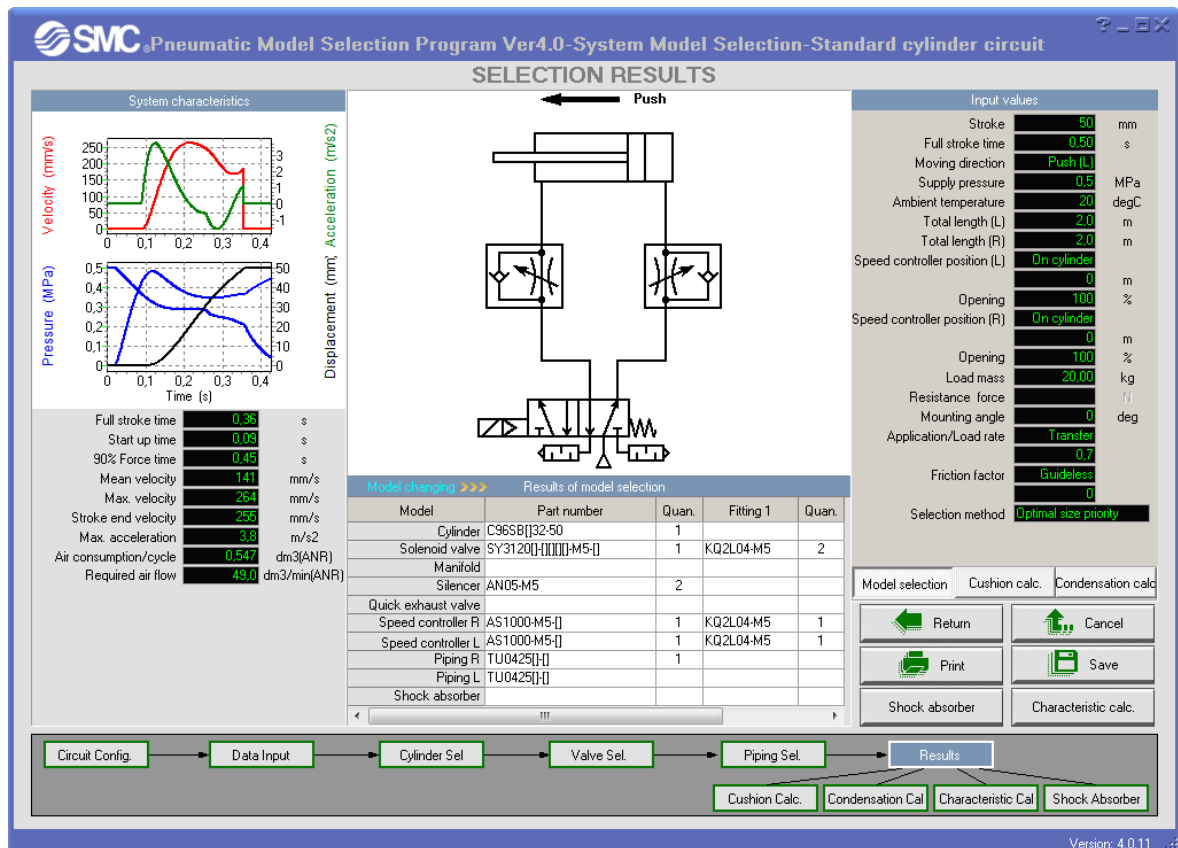 SMC®Pneumatic Model Selection Program Ver4.0-System Model Selection-Standard cylinder circuit
SELECTION RESULTS
System characteristics
Velocity (mm/s)
250
200
150
100
50
0
0 0,1 0,2 0,3 0,4
3
2
1
0
-1
Acceleration (m/s2)
Pressure (MPa)
0,5
0,4
0,3
0,2
0,1
0
0 0,1 0,2 0,3 0,4
Time (s)
50
40
30
20
10
0
Displacement (mm;
Full stroke time 0,36 s
Start up time 0,09 s
90% Force time 0,45 s
Mean velocity 141 mm/s
Max. velocity 264 mm/s
Stroke end velocity 255 mm/s
Max. acceleration 3,8 m/s2
Air consumption/cycle 0,547 dm3(ANR)
Required air flow 49,0 dm3/min(ANR)
Push
Model changing >>> Results of model selection
Model Part number Quan. Fitting 1 Quan.
Cylinder C96SB[]32-50 1
Solenoid valve SY3120[]-[][][][]-M5-[] 1 KQ2L04-M5 2
Manifold
Silencer AN05-M5 2
Quick exhaust valve
Speed controller R AS1000-M5-[] 1 KQ2L04-M5 1
Speed controller L AS1000-M5-[] 1 KQ2L04-M5 1
Piping R TU0425[]-[] 1
Piping L TU0425[]-[]
Shock absorber
Input values
Stroke 50 mm
Full stroke time 0,50 s
Moving direction Push (L)
Supply pressure 0,5 MPa
Ambient temperature 20 degC
Total length (L) 2,0 m
Total length (R) 2,0 m
Speed controller position (L) On cylinder
0 m
Opening 100 %
Speed controller position (R) On cylinder
0 m
Opening 100 %
Load mass 20,00 kg
Resistance force N
Mounting angle 0 deg
Application/Load rate Transfer
0,7
Friction factor Guideless
0
Selection method Optimal size priority
Model selection Cushion calc. Condensation calc
Return Cancel
Print Save
Shock absorber Characteristic calc.
Circuit Config. Data Input Cylinder Sel Valve Sel. Piping Sel. Results
Cushion Calc. Condensation Cal Characteristic Cal Shock Absorber
Version: 4.0.11